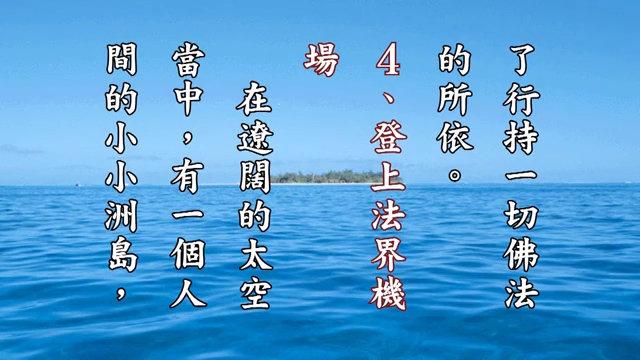 了行持一切佛法
的所依。
4、登上法界機
場
在遼闊的太空
當中，有一個人
間的小小洲島，